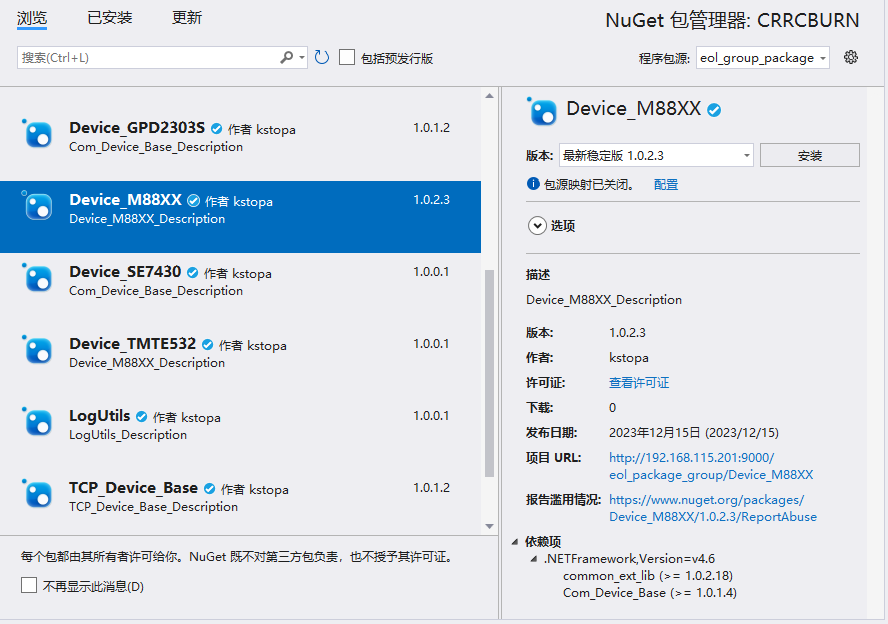 浏览 已安装 更新
NuGet 包管理器: CRRCBURN
搜索(Ctrl+L)
包括预发行版
程序包源: eol_group_package
Device_GPD2303S 作者 kstopa 1.0.1.2
Com_Device_Base_Description
Device_M88XX 作者 kstopa 1.0.2.3
Device_M88XX_Description
Device_SE7430 作者 kstopa 1.0.0.1
Com_Device_Base_Description
Device_TMTE532 作者 kstopa 1.0.0.1
Device_M88XX_Description
LogUtils 作者 kstopa 1.0.0.1
LogUtils_Description
TCP_Device_Base 作者 kstopa 1.0.1.2
TCP_Device_Base_Description
每个包都由其所有者许可给你。NuGet 既不对第三方包负责，也不授予其许可证。
不再显示此消息(D)
Device_M88XX
版本: 最新稳定版 1.0.2.3 安装
包源映射已关闭。 配置
选项
描述
Device_M88XX_Description
版本: 1.0.2.3
作者: kstopa
许可证: 查看许可证
下载: 0
发布日期: 2023年12月15日 (2023/12/15)
项目 URL: http://192.168.115.201:9000/
eol_package_group/Device_M88XX
报告滥用情况: https://www.nuget.org/packages/
Device_M88XX/1.0.2.3/ReportAbuse
依赖项
.NETFramework,Version=v4.6
common_ext_lib (>= 1.0.2.18)
Com_Device_Base (>= 1.0.1.4)